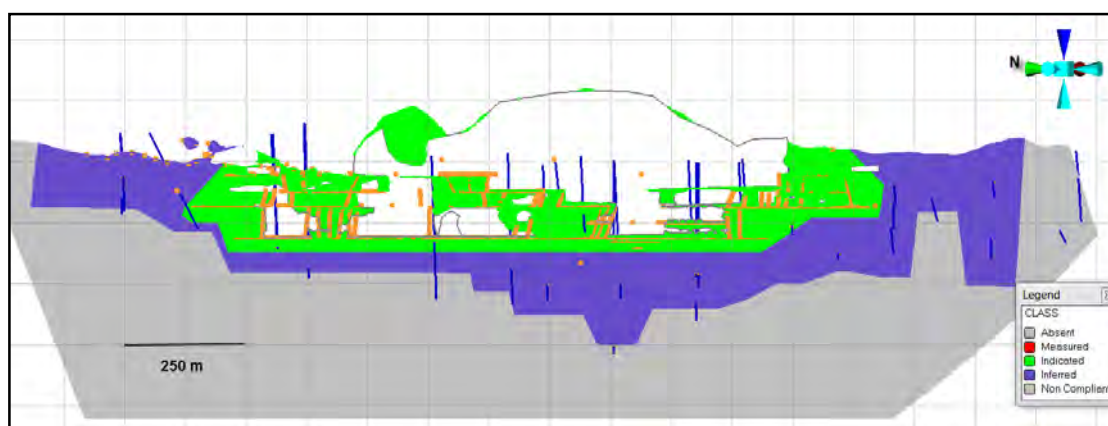 N
250 m
Legend
CLASS
Absent
Measured
Indicated
Inferred
Non Complian